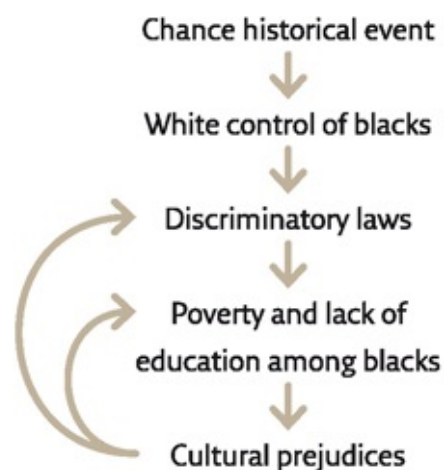 Chance historical event
White control of blacks
Discriminatory laws
Poverty and lack of
education among blacks
Cultural prejudices